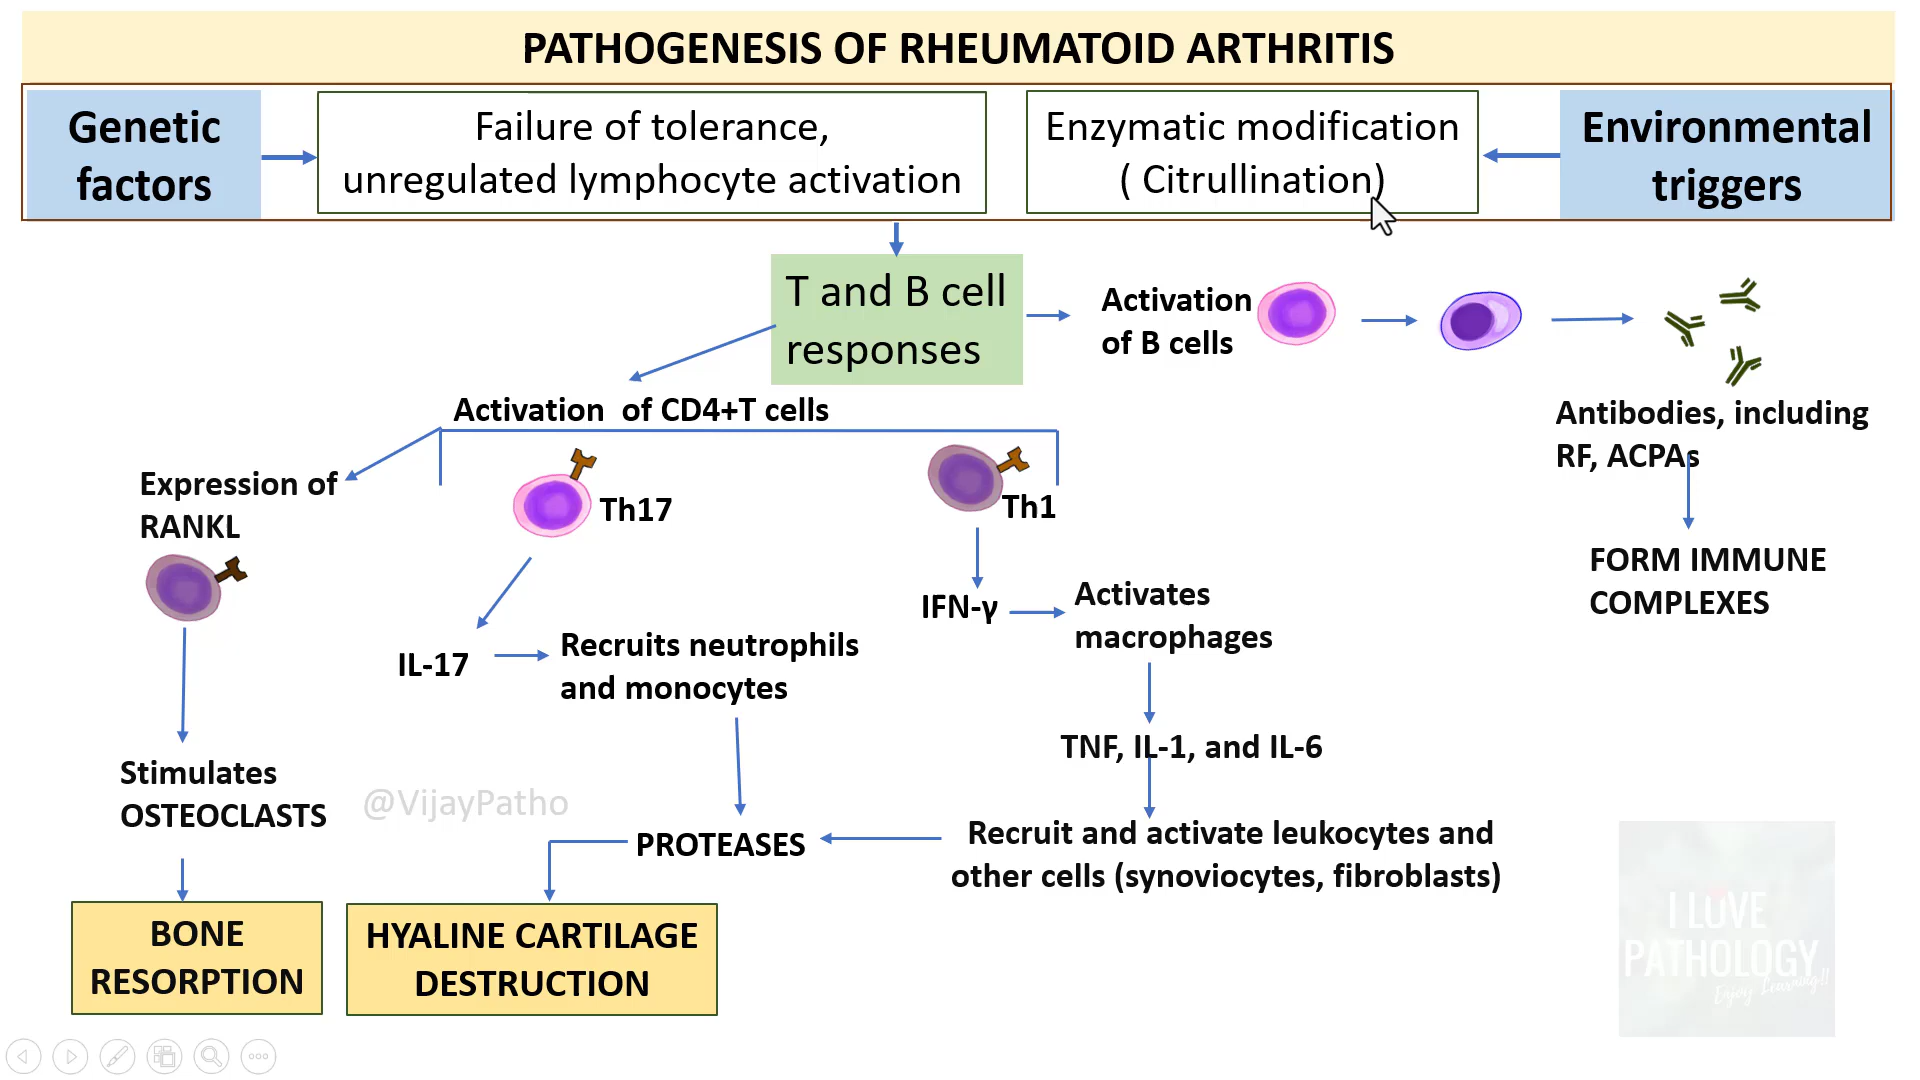 PATHOGENESIS OF RHEUMATOID ARTHRITIS
Genetic
factors
Failure of tolerance,
unregulated lymphocyte activation
Enzymatic modification
( Citrullination)
Environmental
triggers
T and B cell
responses
Activation
of B cells
Antibodies, including
RF, ACPAs
FORM IMMUNE
COMPLEXES
Activation of CD4+T cells
Expression of
RANKL
Th17
Th1
IL-17
Recruits neutrophils
and monocytes
IFN-γ
Activates
macrophages
TNF, IL-1, and IL-6
Stimulates
OSTEOCLASTS
@VijayPatho
PROTEASES
Recruit and activate leukocytes and
other cells (synoviocytes, fibroblasts)
BONE
RESORPTION
HYALINE CARTILAGE
DESTRUCTION
I LOVE
PATHOLOGY
Enjoy Learning!!